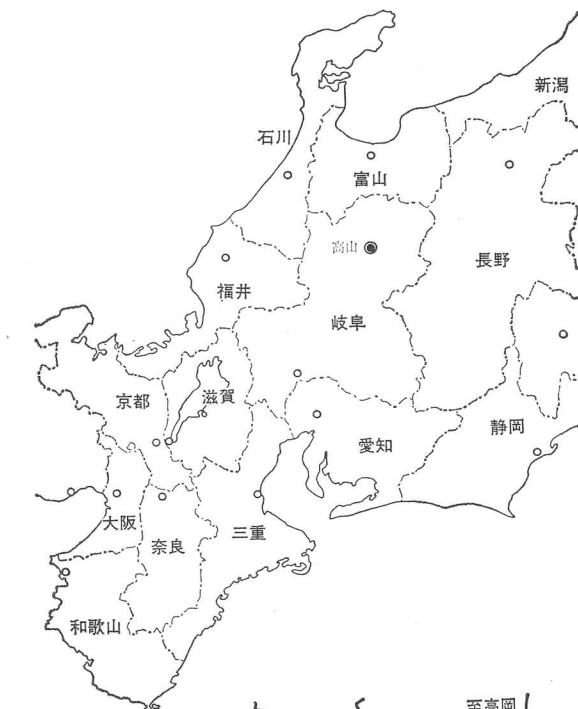 新潟
石川
富山
高山
長野
福井
岐阜
京都
滋賀
静岡
愛知
大阪
奈良
三重
和歌山
至高岡